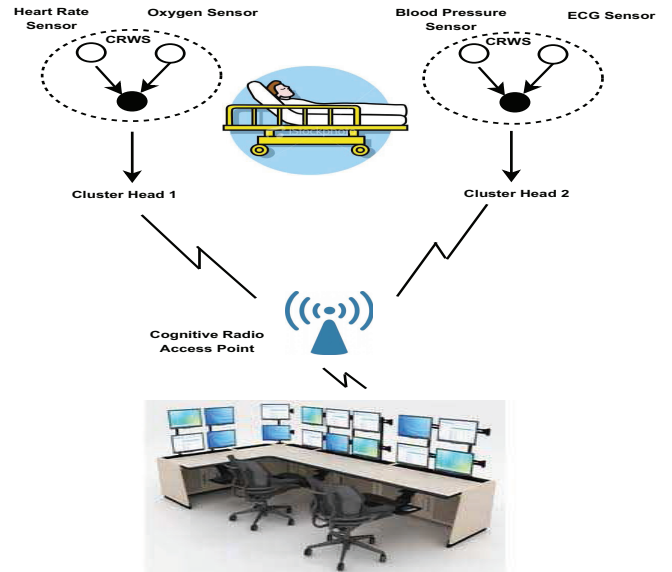 Heart Rate
Sensor
Oxygen Sensor
CRWS
Blood Pressure
Sensor
ECG Sensor
CRWS
iStockphoto
Cluster Head 1
Cluster Head 2
Cognitive Radio
Access Point